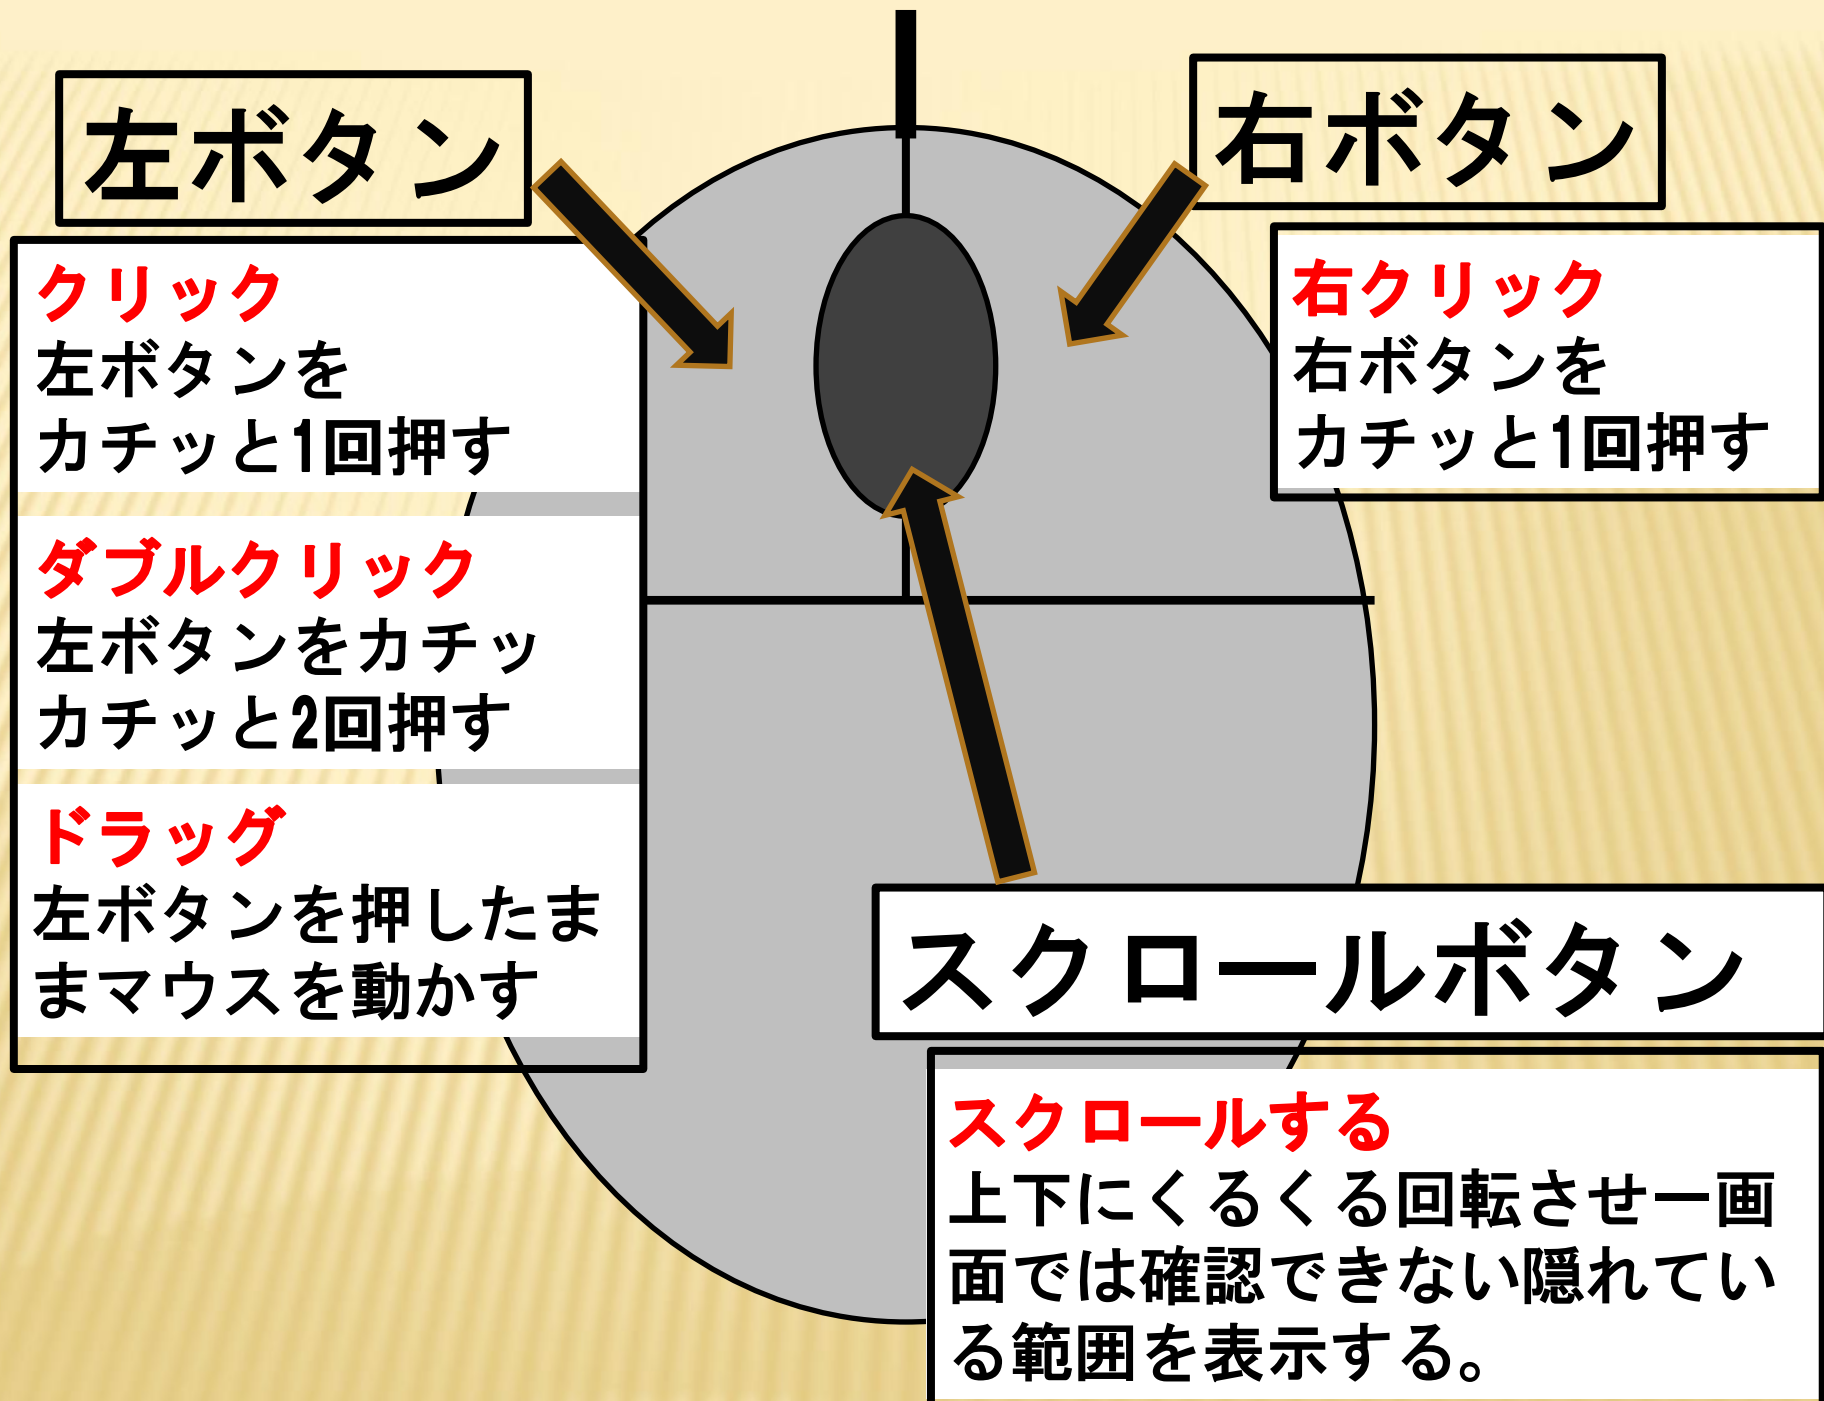 左ボタン
クリック
左ボタンを
カチッと1回押す
ダブルクリック
左ボタンをカチッ
カチッと2回押す
ドラッグ
左ボタンを押したま
まマウスを動かす
右ボタン
右クリック
右ボタンを
カチッと1回押す
スクロールボタン
スクロールする
上下にくるくる回転させ一画
面では確認できない隠れてい
る範囲を表示する。